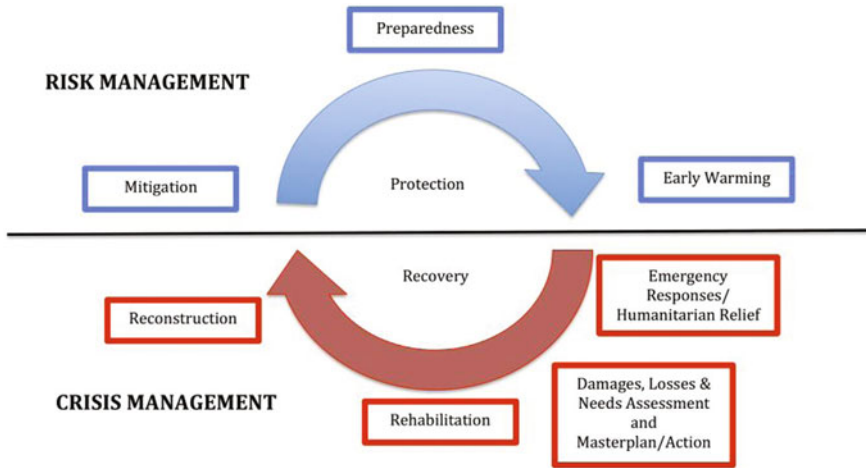 Preparedness
RISK MANAGEMENT
Mitigation
Protection
Early Warming
Recovery
Emergency
Responses/
Humanitarian Relief
Reconstruction
Damages, Losses &
Needs Assessment
and
Masterplan/Action
CRISIS MANAGEMENT
Rehabilitation